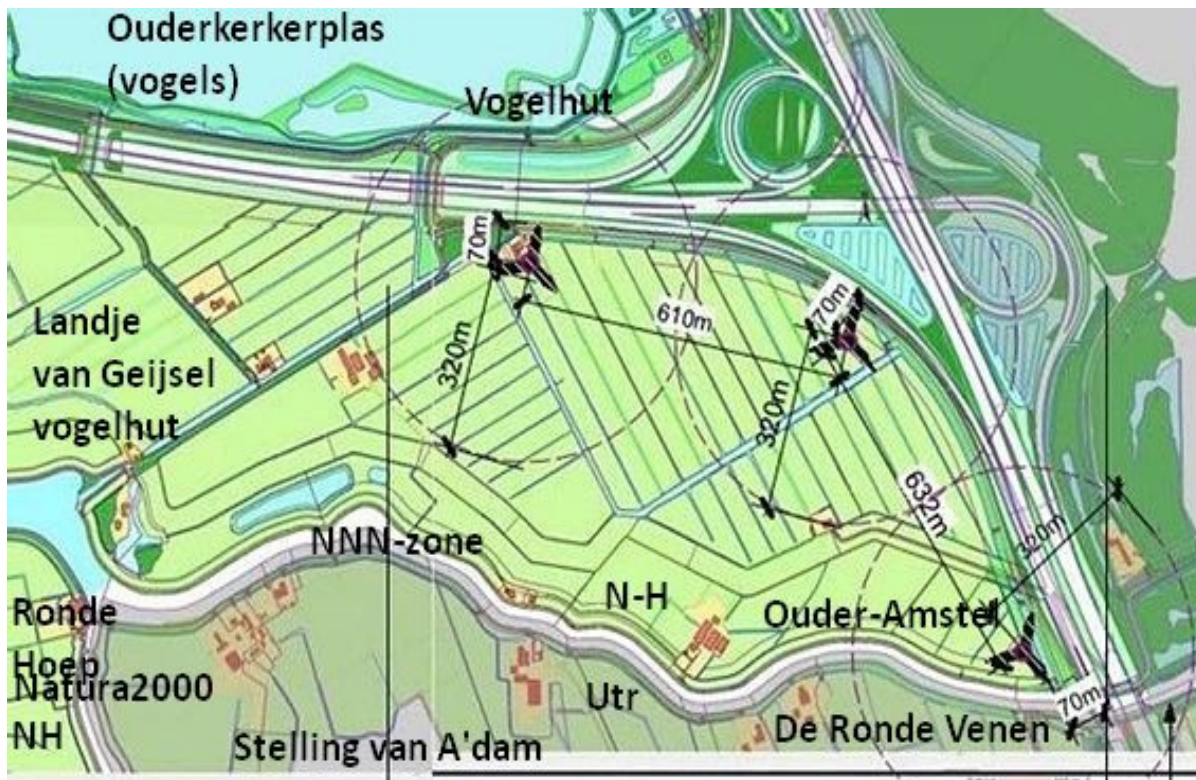 Ouderkerkerplas
(vogels)
Vogelhut
70m
610m
70m
320m
Landje
van Geijsel
vogelhut
320m
632m
320m
NNN-zone
N-H
Ouder-Amstel
Ronde
Hoep
Natura2000
NH
Utr
70m
De Ronde Venen
Stelling van A'dam